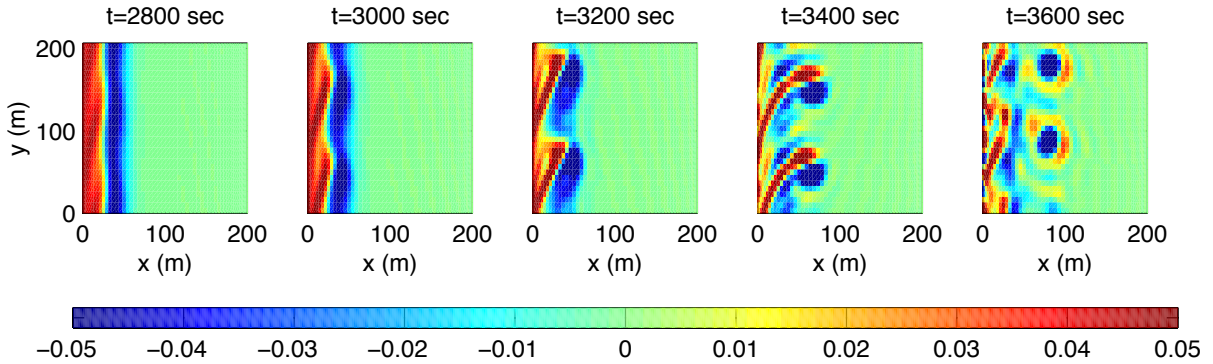 t=2800 sec t=3000 sec t=3200 sec t=3400 sec t=3600 sec
200
100
0
y (m)
0 100 200 0 100 200 0 100 200 0 100 200 0 100 200
x (m) x (m) x (m) x (m) x (m)
−0.05 −0.04 −0.03 −0.02 −0.01 0 0.01 0.02 0.03 0.04 0.05